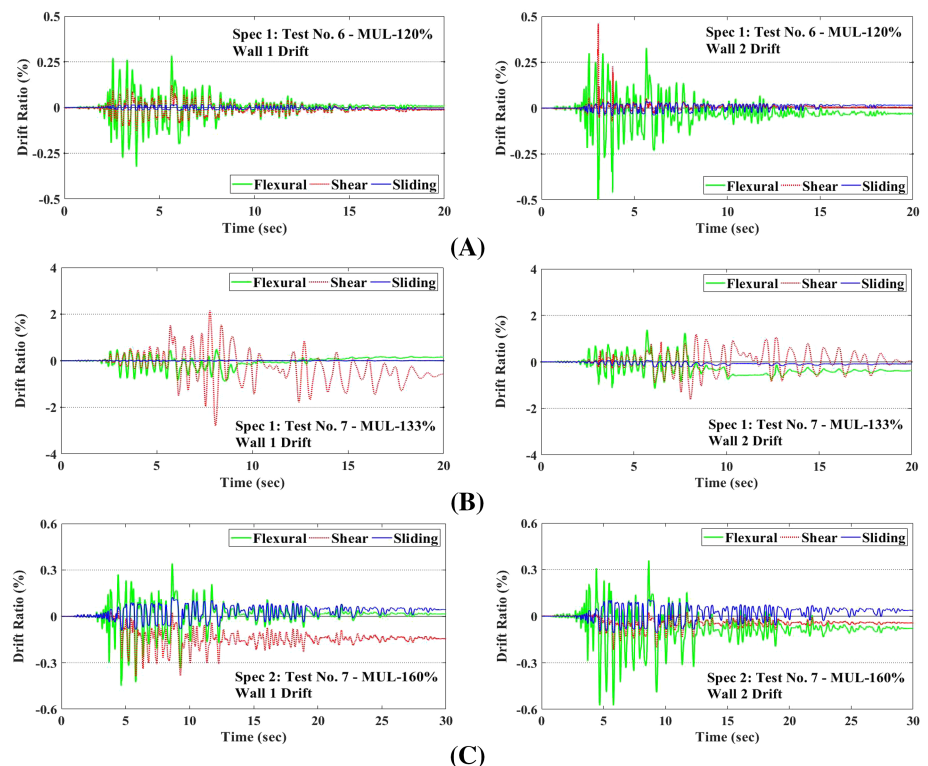 Spec 1: Test No. 6 - MUL-120%
Wall 1 Drift
Drift Ratio (%)
0.5
0.25
0
-0.25
-0.5
Flexural Shear Sliding
0 5 10 15 20
Time (sec)
Spec 1: Test No. 6 - MUL-120%
Wall 2 Drift
Drift Ratio (%)
0.5
0.25
0
-0.25
-0.5
Flexural Shear Sliding
0 5 10 15 20
Time (sec)
(A)
Flexural Shear Sliding
Drift Ratio (%)
4
2
0
-2
-4
Spec 1: Test No. 7 - MUL-133%
Wall 1 Drift
0 5 10 15 20
Time (sec)
Flexural Shear Sliding
Drift Ratio (%)
4
2
0
-2
-4
Spec 1: Test No. 7 - MUL-133%
Wall 2 Drift
0 5 10 15 20
Time (sec)
(B)
Flexural Shear Sliding
Drift Ratio (%)
0.6
0.3
0
-0.3
-0.6
Spec 2: Test No. 7 - MUL-160%
Wall 1 Drift
0 5 10 15 20 25 30
Time (sec)
Flexural Shear Sliding
Drift Ratio (%)
0.6
0.3
0
-0.3
-0.6
Spec 2: Test No. 7 - MUL-160%
Wall 2 Drift
0 5 10 15 20 25 30
Time (sec)
(C)